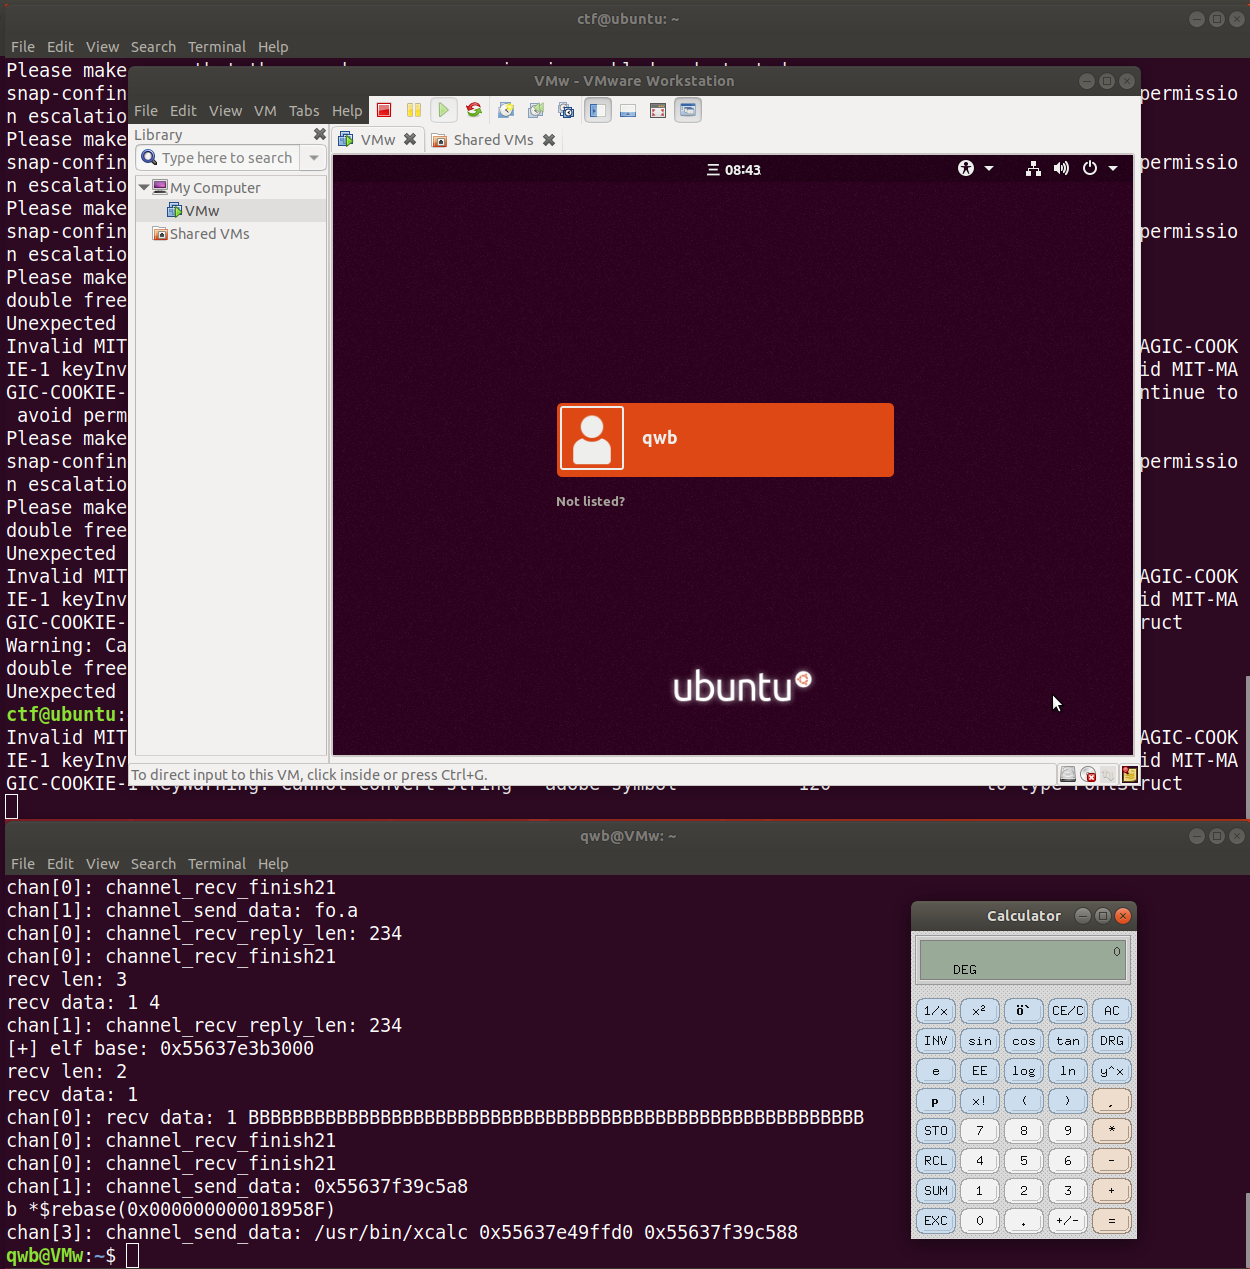 ctf@ubuntu: ~
File Edit View Search Terminal Help
Please make
snap-confin
permissio
n escalatio
Please make
snap-confin
permissio
n escalatio
Please make
snap-confin
permissio
n escalatio
Please make
double free
Unexpected
Invalid MIT
AGIC-COOK
IE-1 keyInv
id MIT-MA
GIC-COOKIE-
ntinue to
avoid perm
Please make
snap-confin
permissio
n escalatio
Please make
double free
Unexpected
Invalid MIT
AGIC-COOK
IE-1 keyInv
id MIT-MA
GIC-COOKIE-
ruct
Warning: Ca
double free
Unexpected
ctf@ubuntu:
Invalid MIT
AGIC-COOK
IE-1 keyInv
id MIT-MA
GIC-COOKIE-
ruct
VMw - VMware Workstation
File Edit View VM Tabs Help
Library
Type here to search
My Computer
VMw
Shared VMs
VMw
Shared VMs
三 08:43
qwb
Not listed?
ubuntu
To direct input to this VM, click inside or press Ctrl+G.
qwb@VMw: ~
File Edit View Search Terminal Help
chan[0]: channel_recv_finish21
chan[1]: channel_send_data: fo.a
chan[0]: channel_recv_reply_len: 234
chan[0]: channel_recv_finish21
recv len: 3
recv data: 1 4
chan[1]: channel_recv_reply_len: 234
[+] elf base: 0x55637e3b3000
recv len: 2
recv data: 1
chan[0]: recv data: 1 BBBBBBBBBBBBBBBBBBBBBBBBBBBBBBBBBBBBBBBBBBBBBBBBBBBBBBBB
chan[0]: channel_recv_finish21
chan[0]: channel_recv_finish21
chan[1]: channel_send_data: 0x55637f39c5a8
b *$rebase(0x000000000018958F)
chan[3]: channel_send_data: /usr/bin/xcalc 0x55637e49ffd0 0x55637f39c588
qwb@VMw:~$
Calculator
0
DEG
1/x x² ö` CE/C AC
INV sin cos tan DRG
e EE log ln y^x
p x! ( ) ,
STO 7 8 9 *
RCL 4 5 6 -
SUM 1 2 3 +
EXC 0 . +/- =